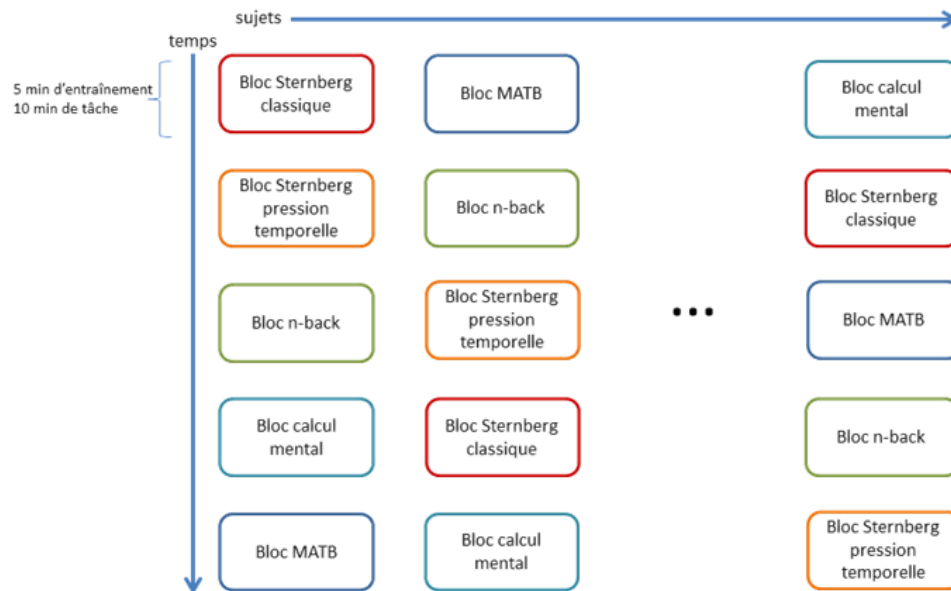 sujets
temps
5 min d'entraînement
10 min de tâche
Bloc Sternberg
classique
Bloc MATB
Bloc calcul
mental
Bloc Sternberg
pression
temporelle
Bloc n-back
Bloc Sternberg
classique
Bloc n-back
Bloc Sternberg
pression
temporelle
...
Bloc MATB
Bloc calcul
mental
Bloc Sternberg
classique
Bloc n-back
Bloc MATB
Bloc calcul
mental
Bloc Sternberg
pression
temporelle